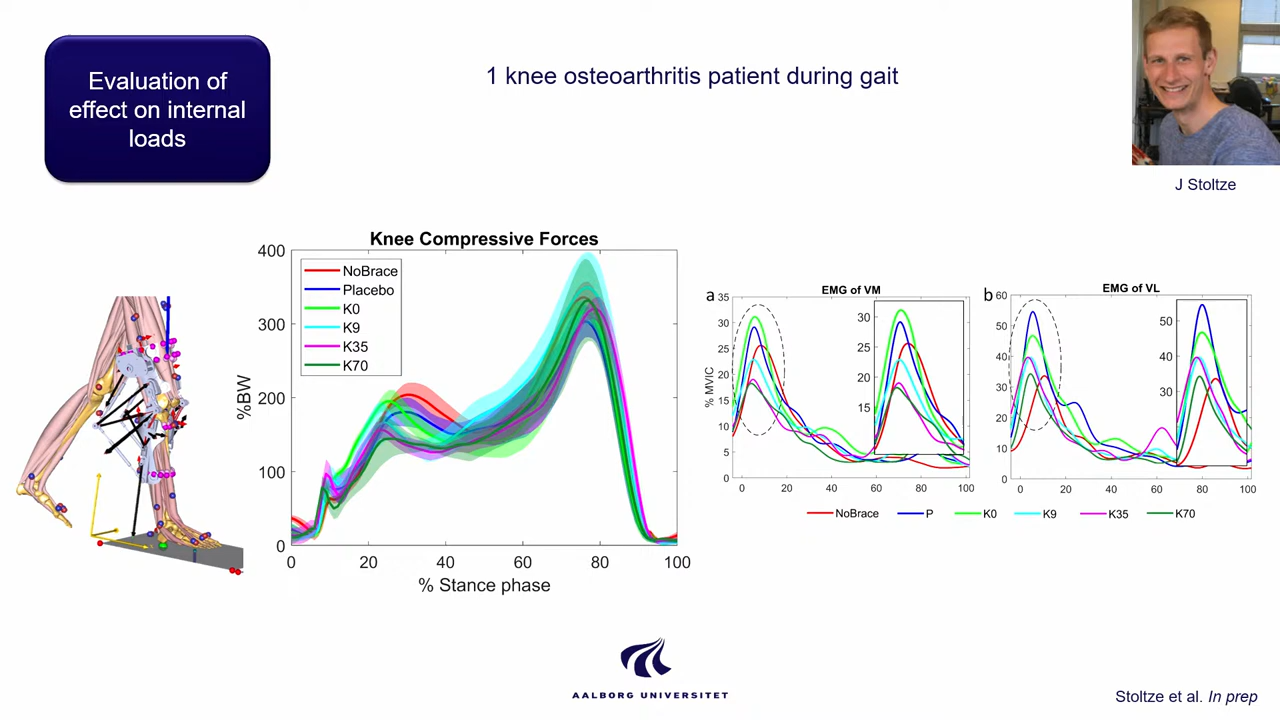 Evaluation of
effect on internal
loads
1 knee osteoarthritis patient during gait
J Stoltze
Knee Compressive Forces
400
300
200
100
0
%BW
NoBrace
Placebo
K0
K9
K35
K70
0 20 40 60 80 100
% Stance phase
a
EMG of VM
35
30
25
20
15
10
5
0
% MVIC
30
25
20
15
0 20 40 60 80 100
b
EMG of VL
60
50
40
30
20
10
0
50
40
30
0 20 40 60 80 100
NoBrace P K0 K9 K35 K70
AALBORG UNIVERSITET
Stoltze et al. In prep